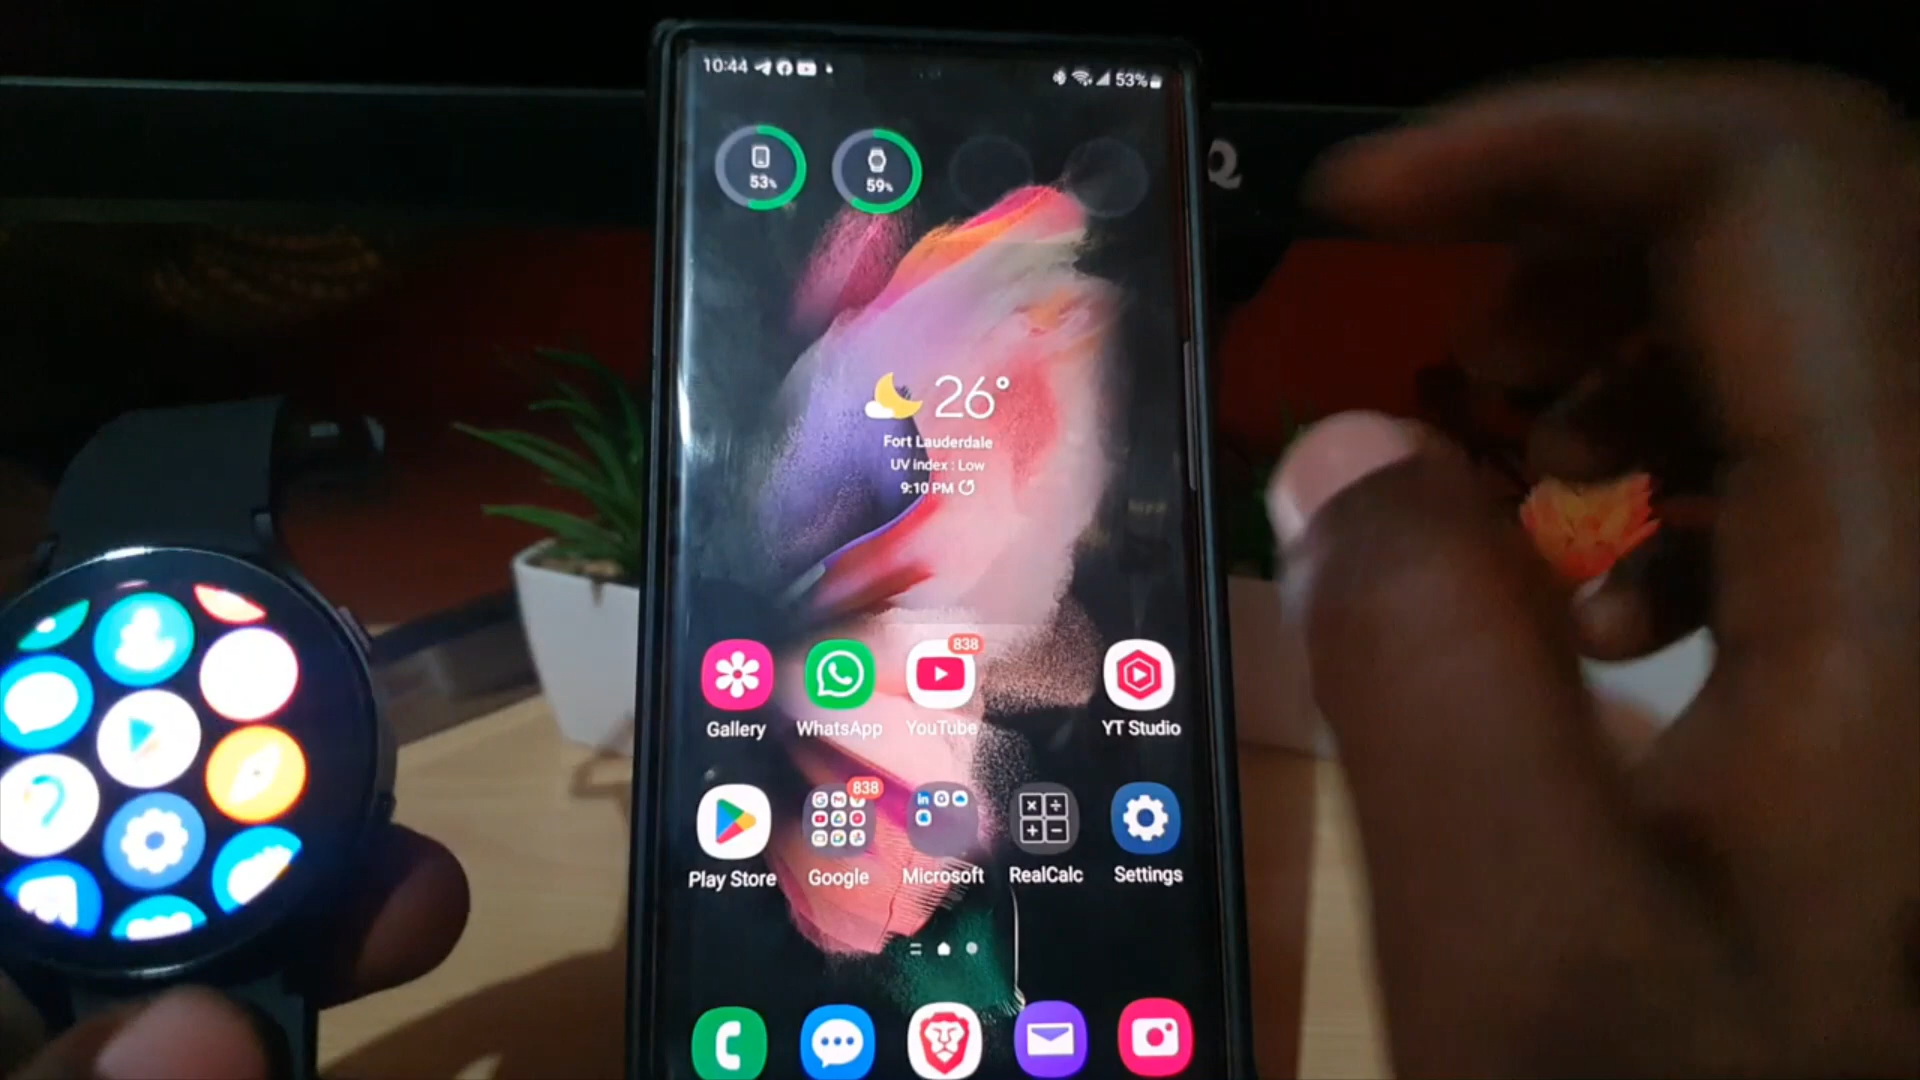 10:44
53%
53%
59%
Q
26°
Fort Lauderdale
UV index : Low
9:10 PM
838
Gallery
WhatsApp
YouTube
YT Studio
838
Play Store
Google
Microsoft
RealCalc
Settings